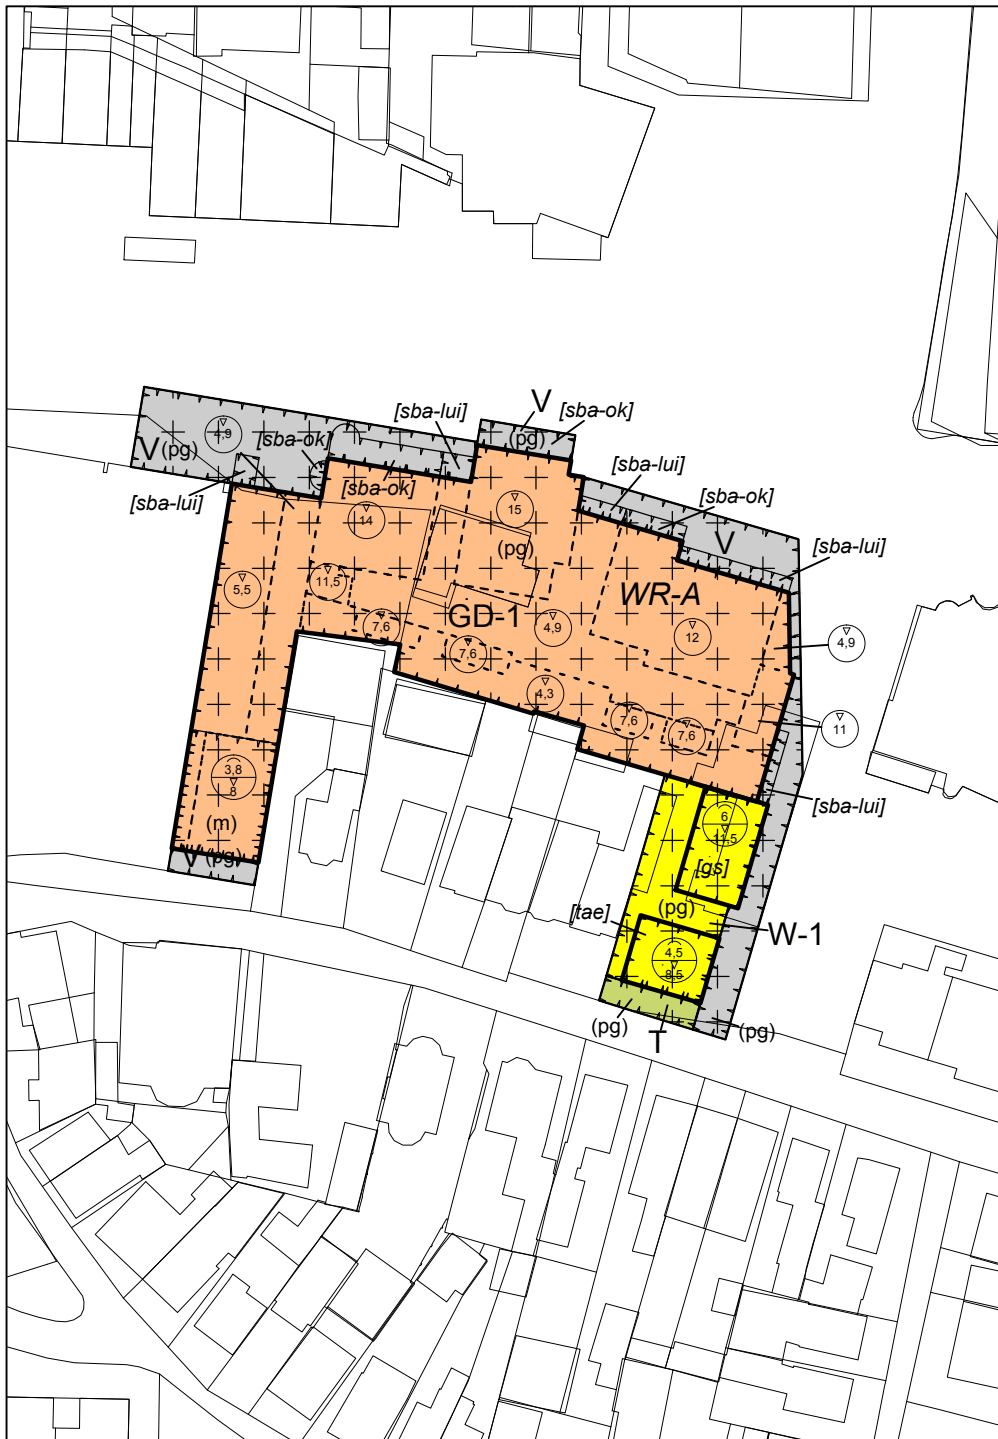 V
[sba-ok]
(pg)
[sba-lui]
4,9
[sba-ok]
V (pg)
[sba-lui]
[sba-ok]
[sba-lui]
[sba-ok]
V
[sba-lui]
14
15
(pg)
11,5
5,5
WR-A
GD-1
7,6
4,9
12
4,9
7,6
4,3
7,6
7,6
11
3,8
8
(m)
V (pg)
[sba-lui]
6
11,5
[gs]
(pg)
[tae]
W-1
4,5
8,5
(pg)
T
(pg)